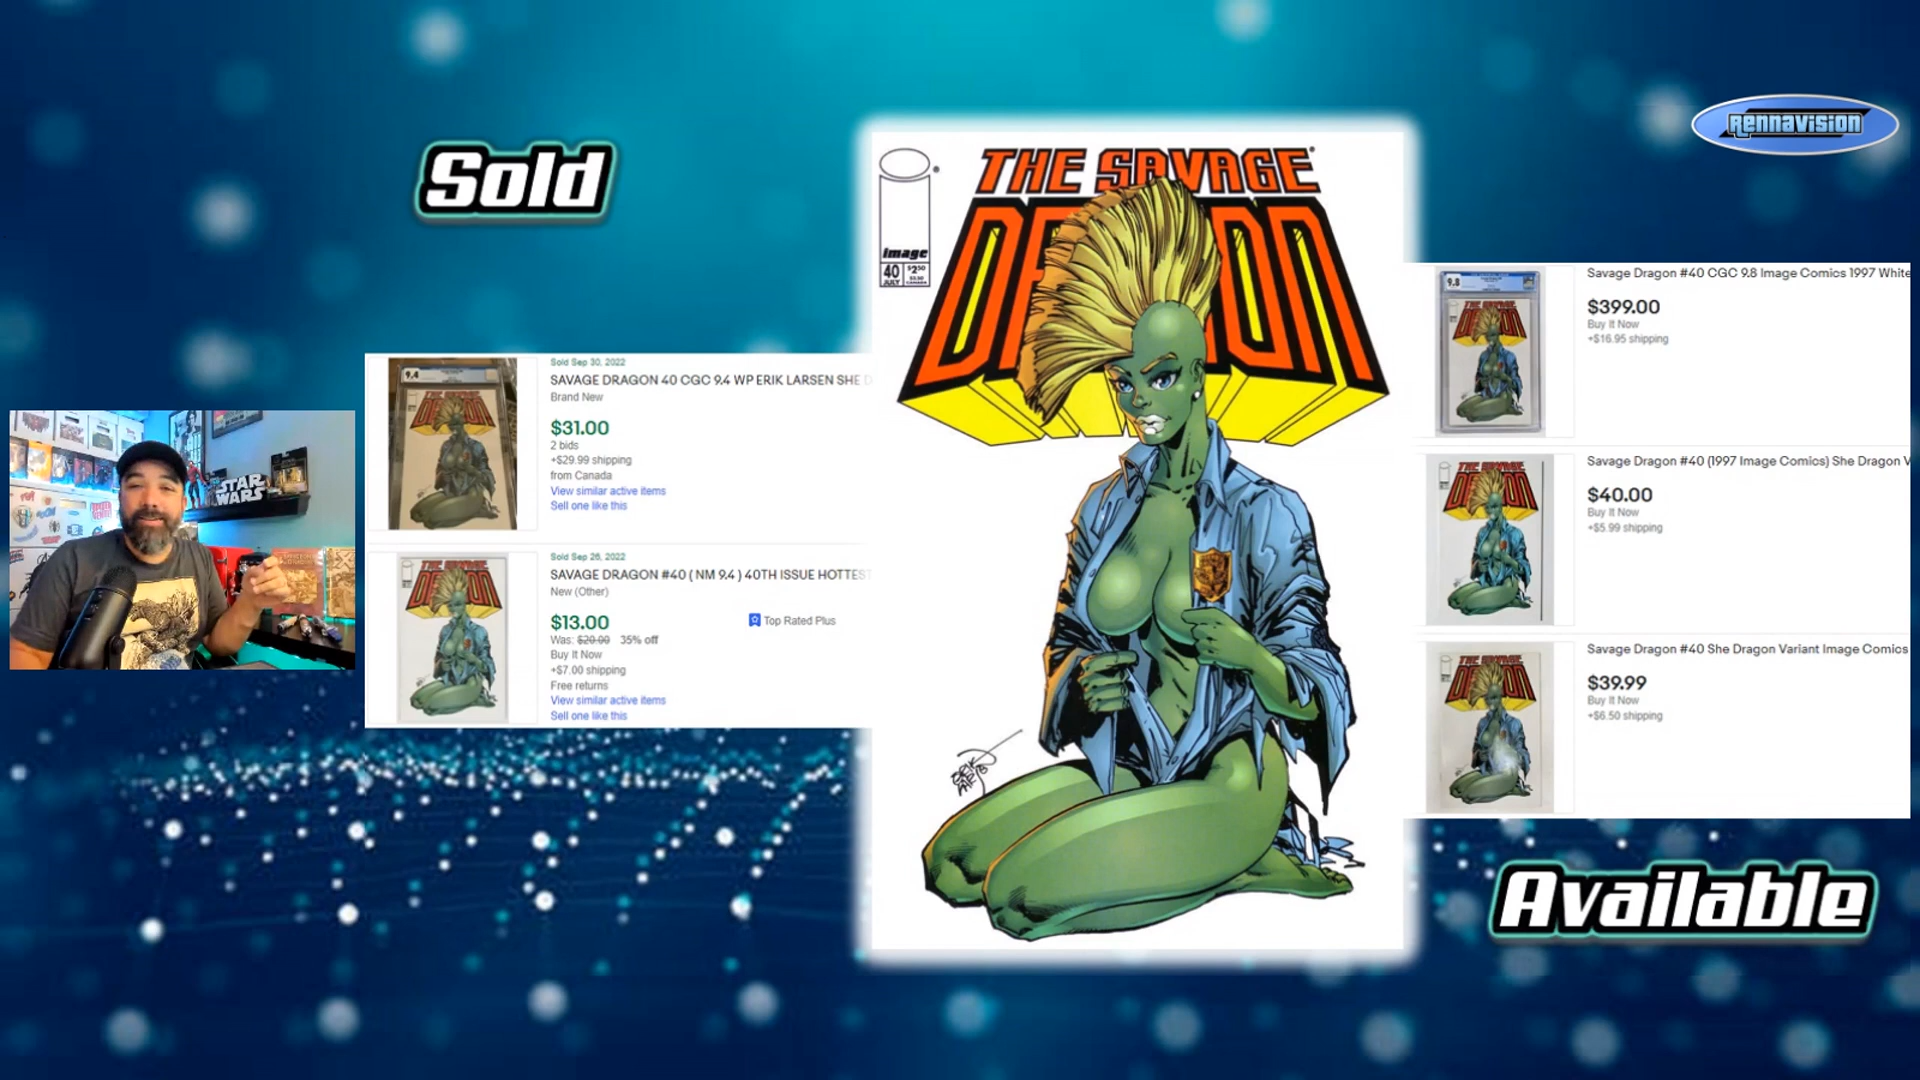 Rennavision
Sold
THE SAVAGE
DRAGON
image
40
JULY
$2.50
Sold Sep 30, 2022
SAVAGE DRAGON 40 CGC 9.4 WP ERIK LARSEN SHE D
Brand New
$31.00
2 bids
+$29.99 shipping
from Canada
View similar active items
Sell one like this
9.4
Sold Sep 26, 2022
SAVAGE DRAGON #40 ( NM 9.4 ) 40TH ISSUE HOTTEST
New (Other)
$13.00
Top Rated Plus
Was: $20.00 35% off
Buy It Now
+$7.00 shipping
Free returns
View similar active items
Sell one like this
STAR
WARS
9.8
Savage Dragon #40 CGC 9.8 Image Comics 1997 White
$399.00
Buy It Now
+$16.95 shipping
Savage Dragon #40 (1997 Image Comics) She Dragon V
$40.00
Buy It Now
+$5.99 shipping
Savage Dragon #40 She Dragon Variant Image Comics
$39.99
Buy It Now
+$6.50 shipping
Available